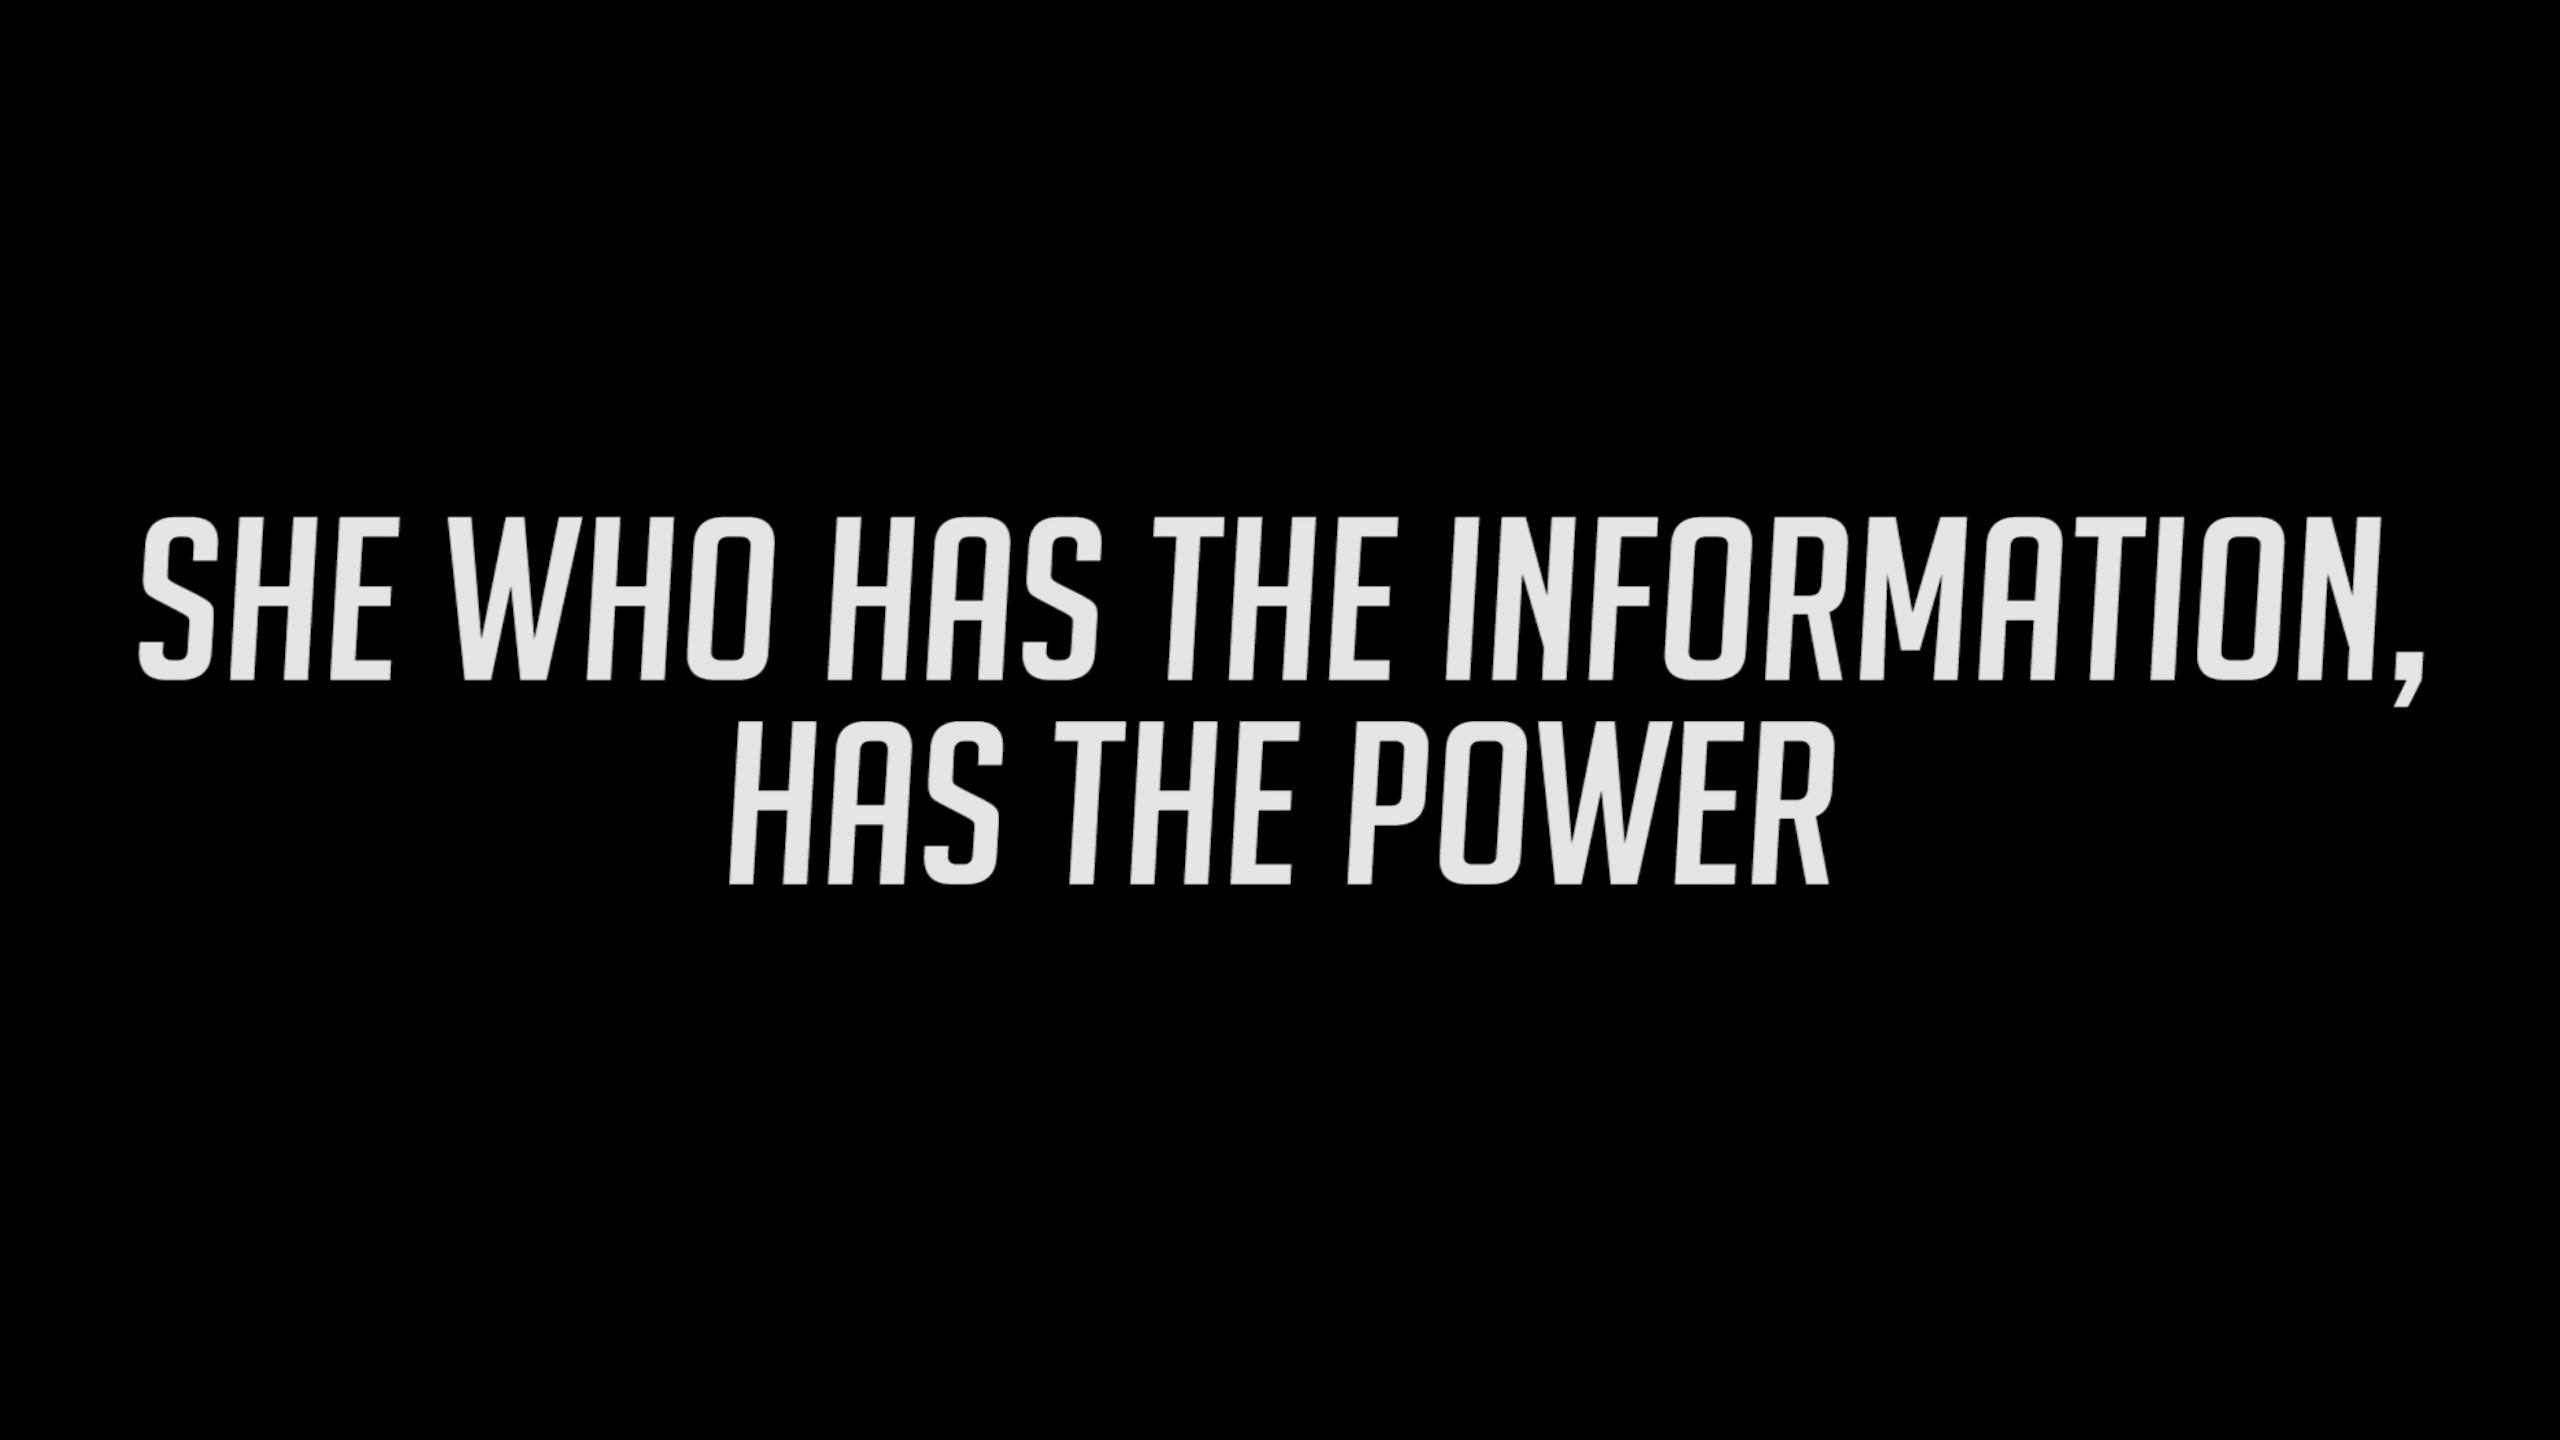 SHE WHO HAS THE INFORMATION,
HAS THE POWER